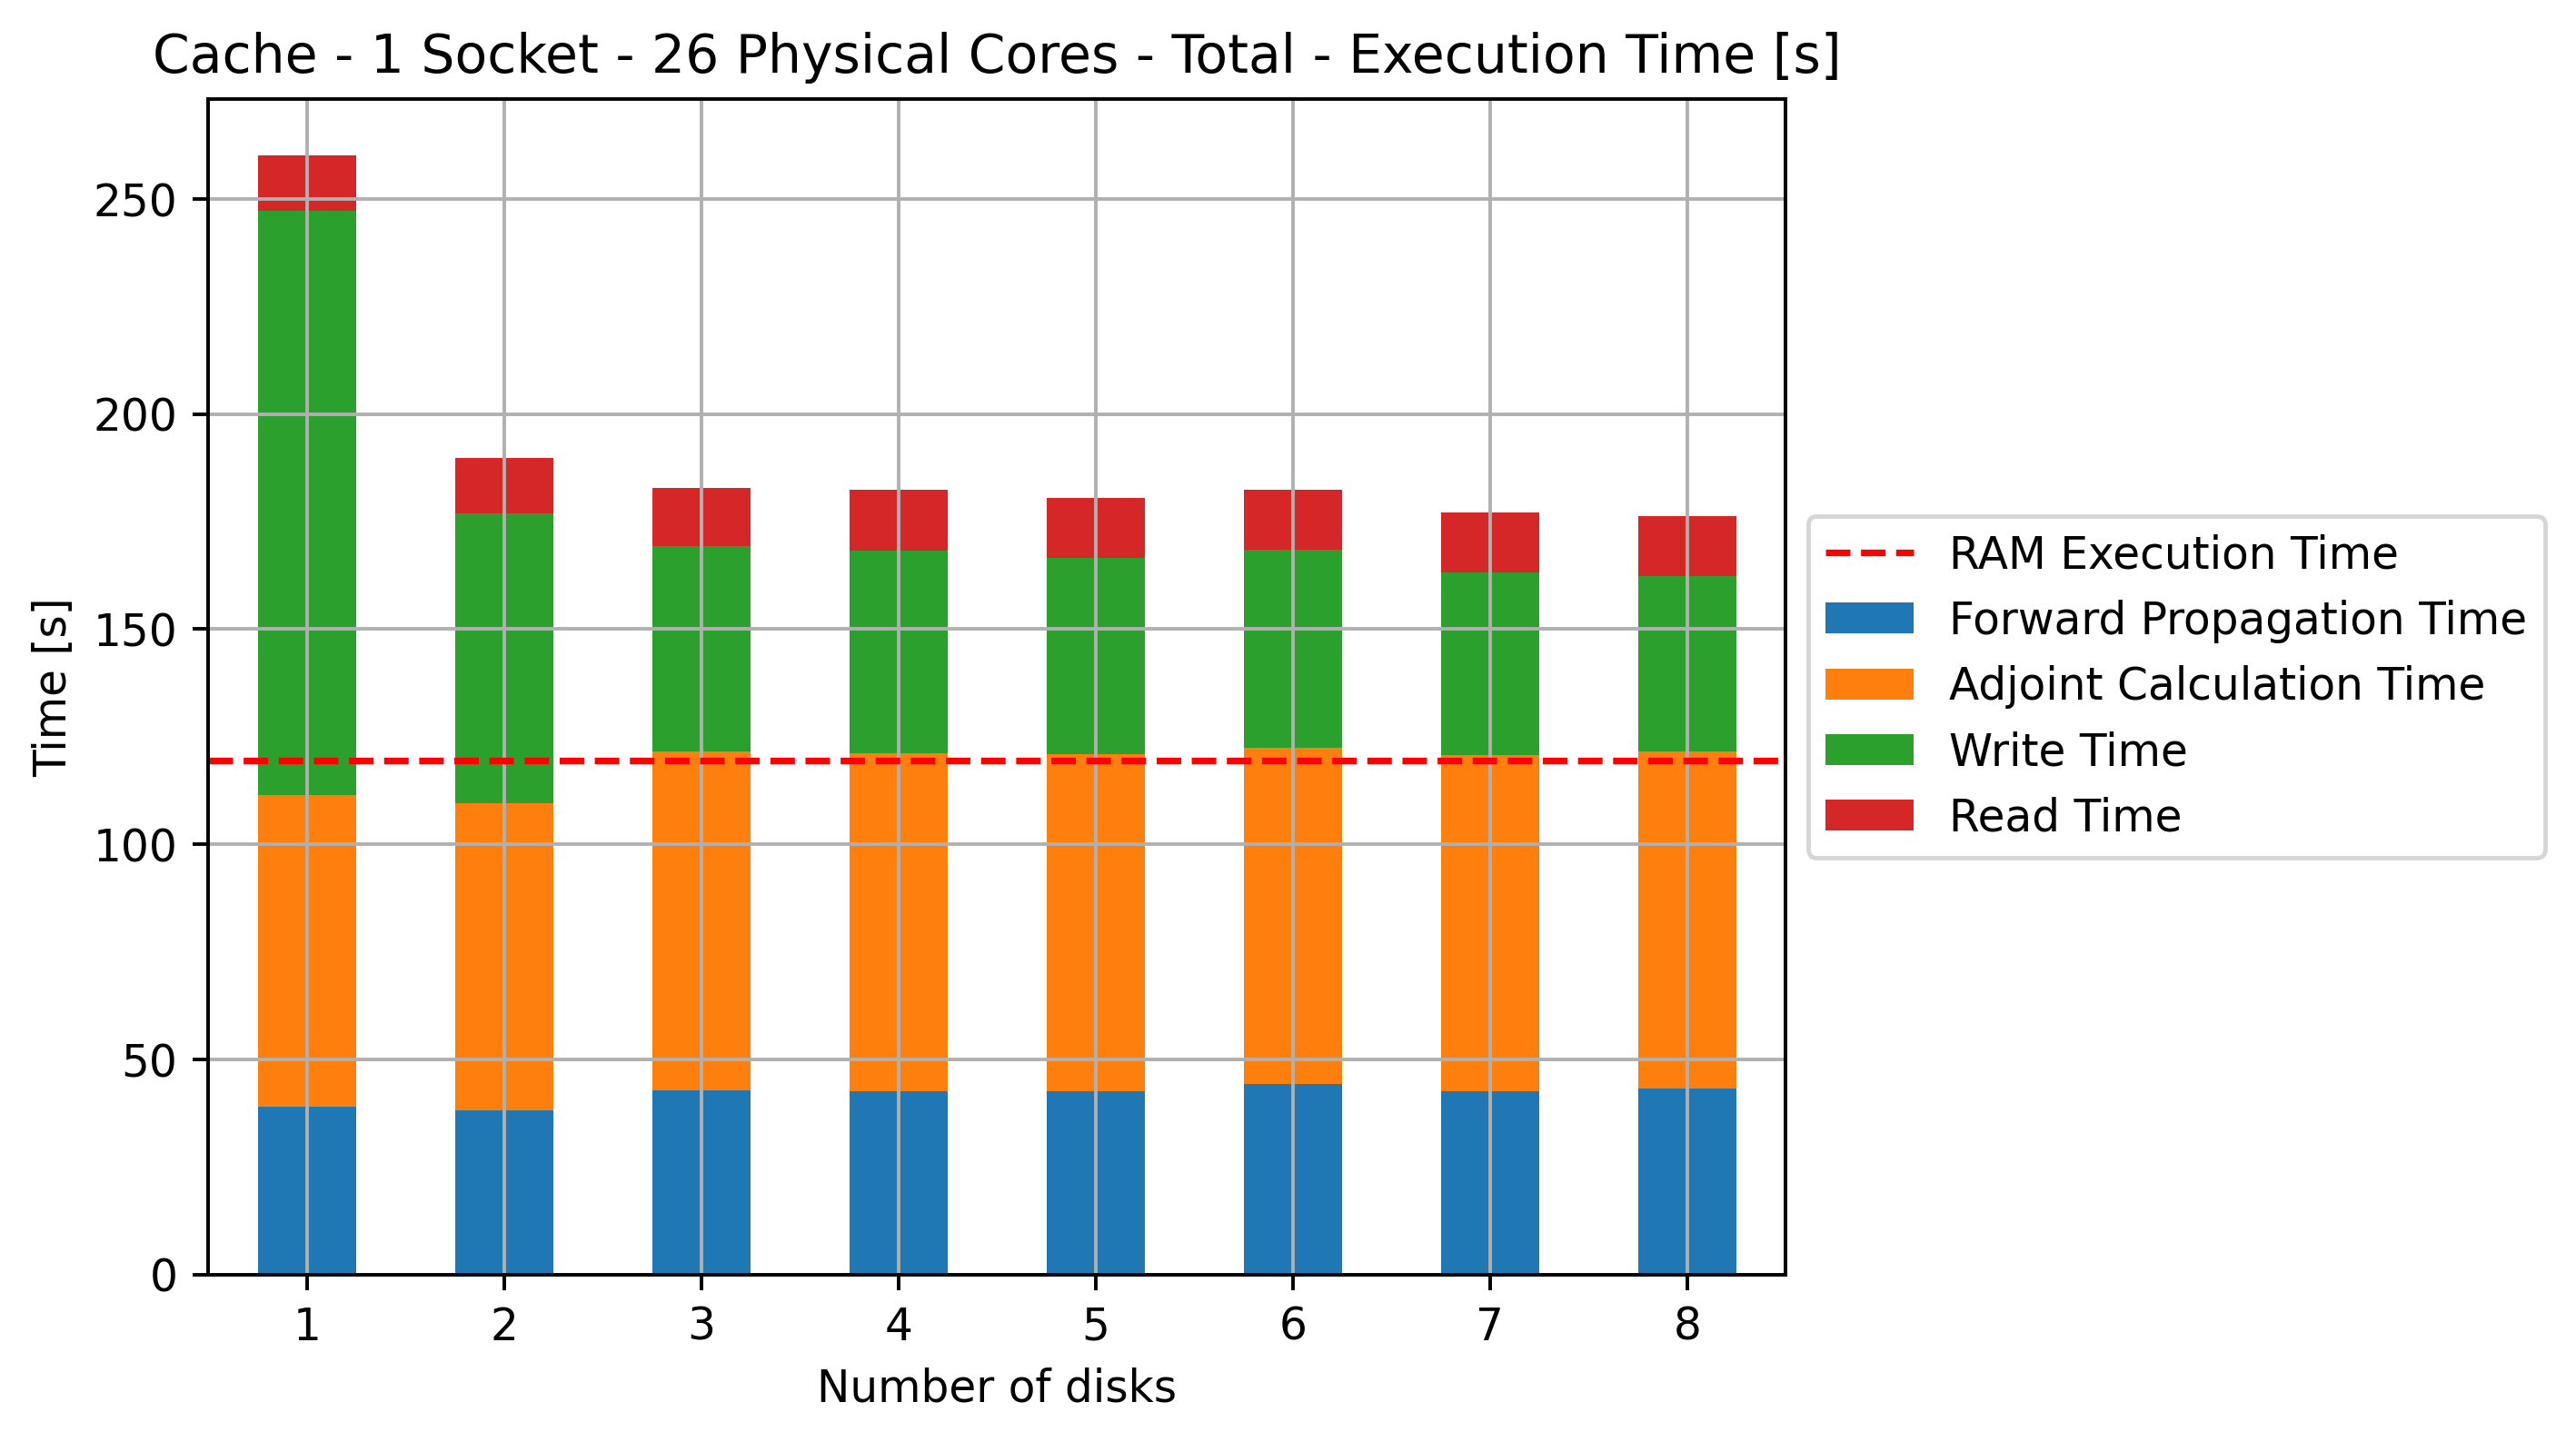 Cache - 1 Socket - 26 Physical Cores - Total - Execution Time [s]
250
200
150
100
50
0
Time [s]
1 2 3 4 5 6 7 8
Number of disks
RAM Execution Time
Forward Propagation Time
Adjoint Calculation Time
Write Time
Read Time